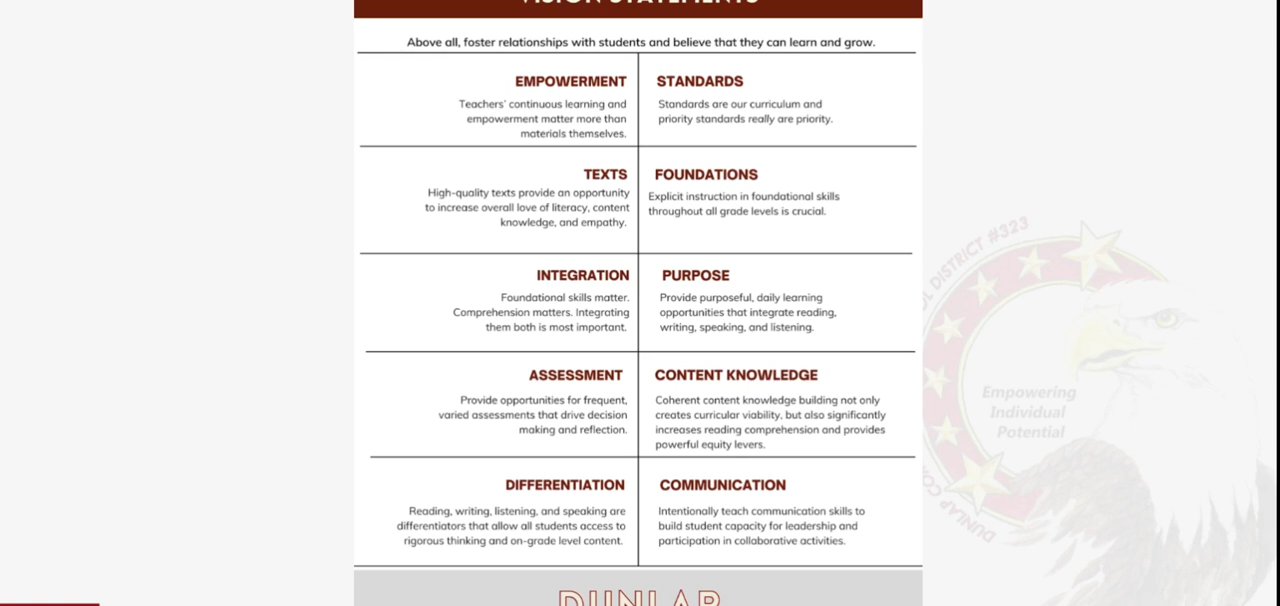 VISION STATEMENTS
Above all, foster relationships with students and believe that they can learn and grow.
EMPOWERMENT
Teachers' continuous learning and
empowerment matter more than
materials themselves.
STANDARDS
Standards are our curriculum and
priority standards really are priority.
TEXTS
High-quality texts provide an opportunity
to increase overall love of literacy, content
knowledge, and empathy.
FOUNDATIONS
Explicit instruction in foundational skills
throughout all grade levels is crucial.
INTEGRATION
Foundational skills matter.
Comprehension matters. Integrating
them both is most important.
PURPOSE
Provide purposeful, daily learning
opportunities that integrate reading,
writing, speaking, and listening.
ASSESSMENT
Provide opportunities for frequent,
varied assessments that drive decision
making and reflection.
CONTENT KNOWLEDGE
Coherent content knowledge building not only
creates curricular viability, but also significantly
increases reading comprehension and provides
powerful equity levers.
DIFFERENTIATION
Reading, writing, listening, and speaking are
differentiators that allow all students access to
rigorous thinking and on-grade level content.
COMMUNICATION
Intentionally teach communication skills to
build student capacity for leadership and
participation in collaborative activities.
DUNLAP
DISTRICT #323
Empowering
Individual
Potential
DUNLAP